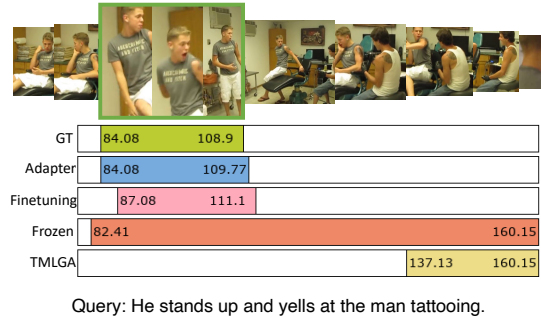 GT 84.08 108.9
Adapter 84.08 109.77
Finetuning 87.08 111.1
Frozen 82.41 160.15
TMLGA 137.13 160.15
Query: He stands up and yells at the man tattooing.